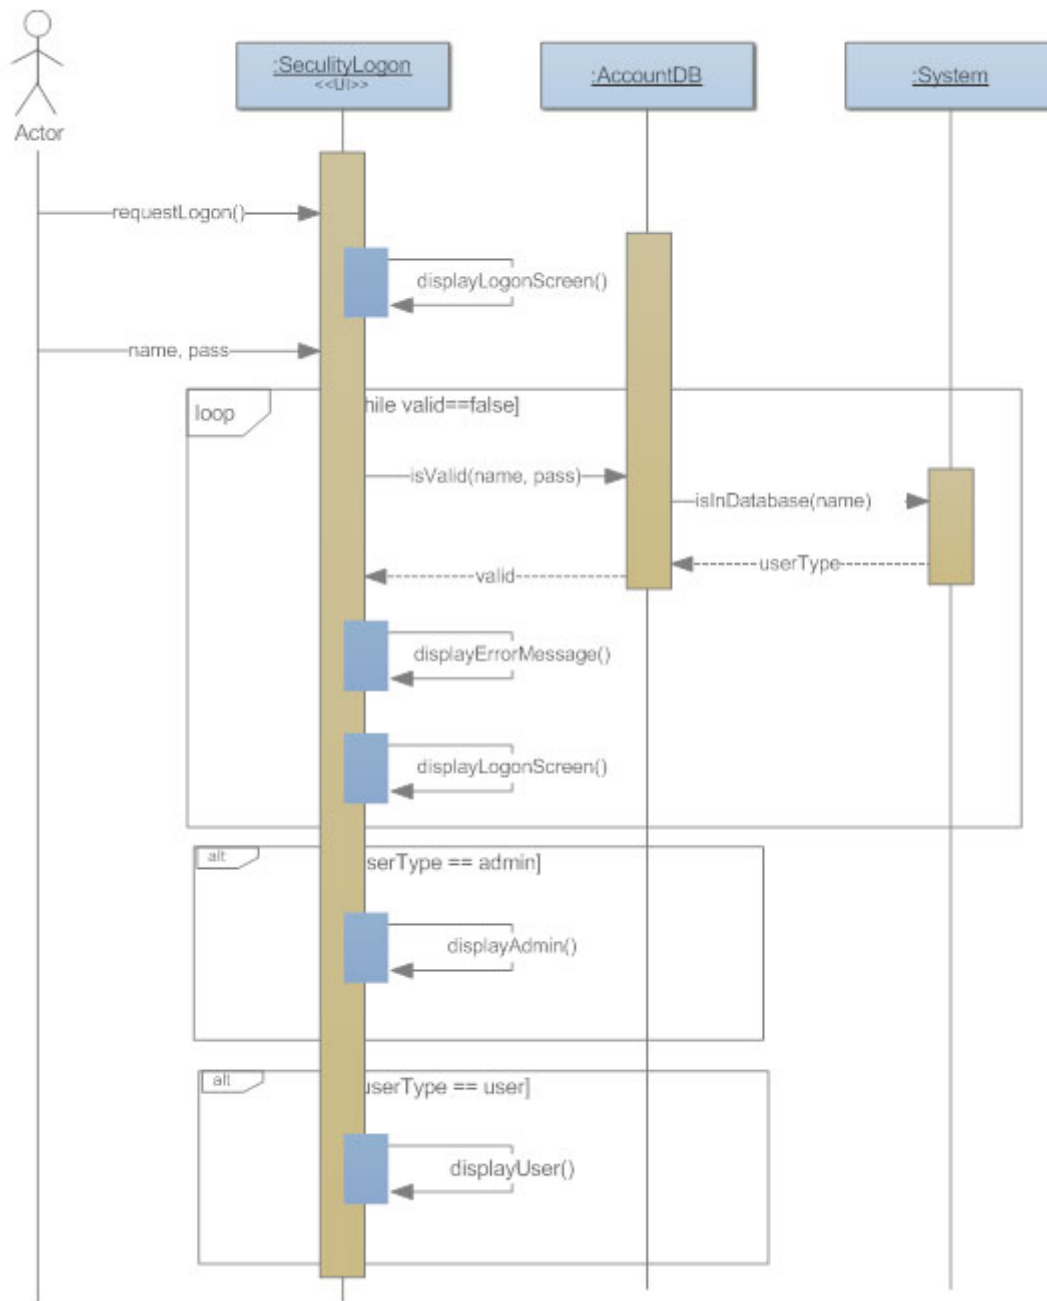 :SeculityLogon
<<UI>>
:AccountDB
:System
Actor
requestLogon()
displayLogonScreen()
name, pass
loop
hile valid==false]
isValid(name, pass)
isInDatabase(name)
userType
valid
displayErrorMessage()
displayLogonScreen()
alt
serType == admin]
displayAdmin()
alt
userType == user]
displayUser()